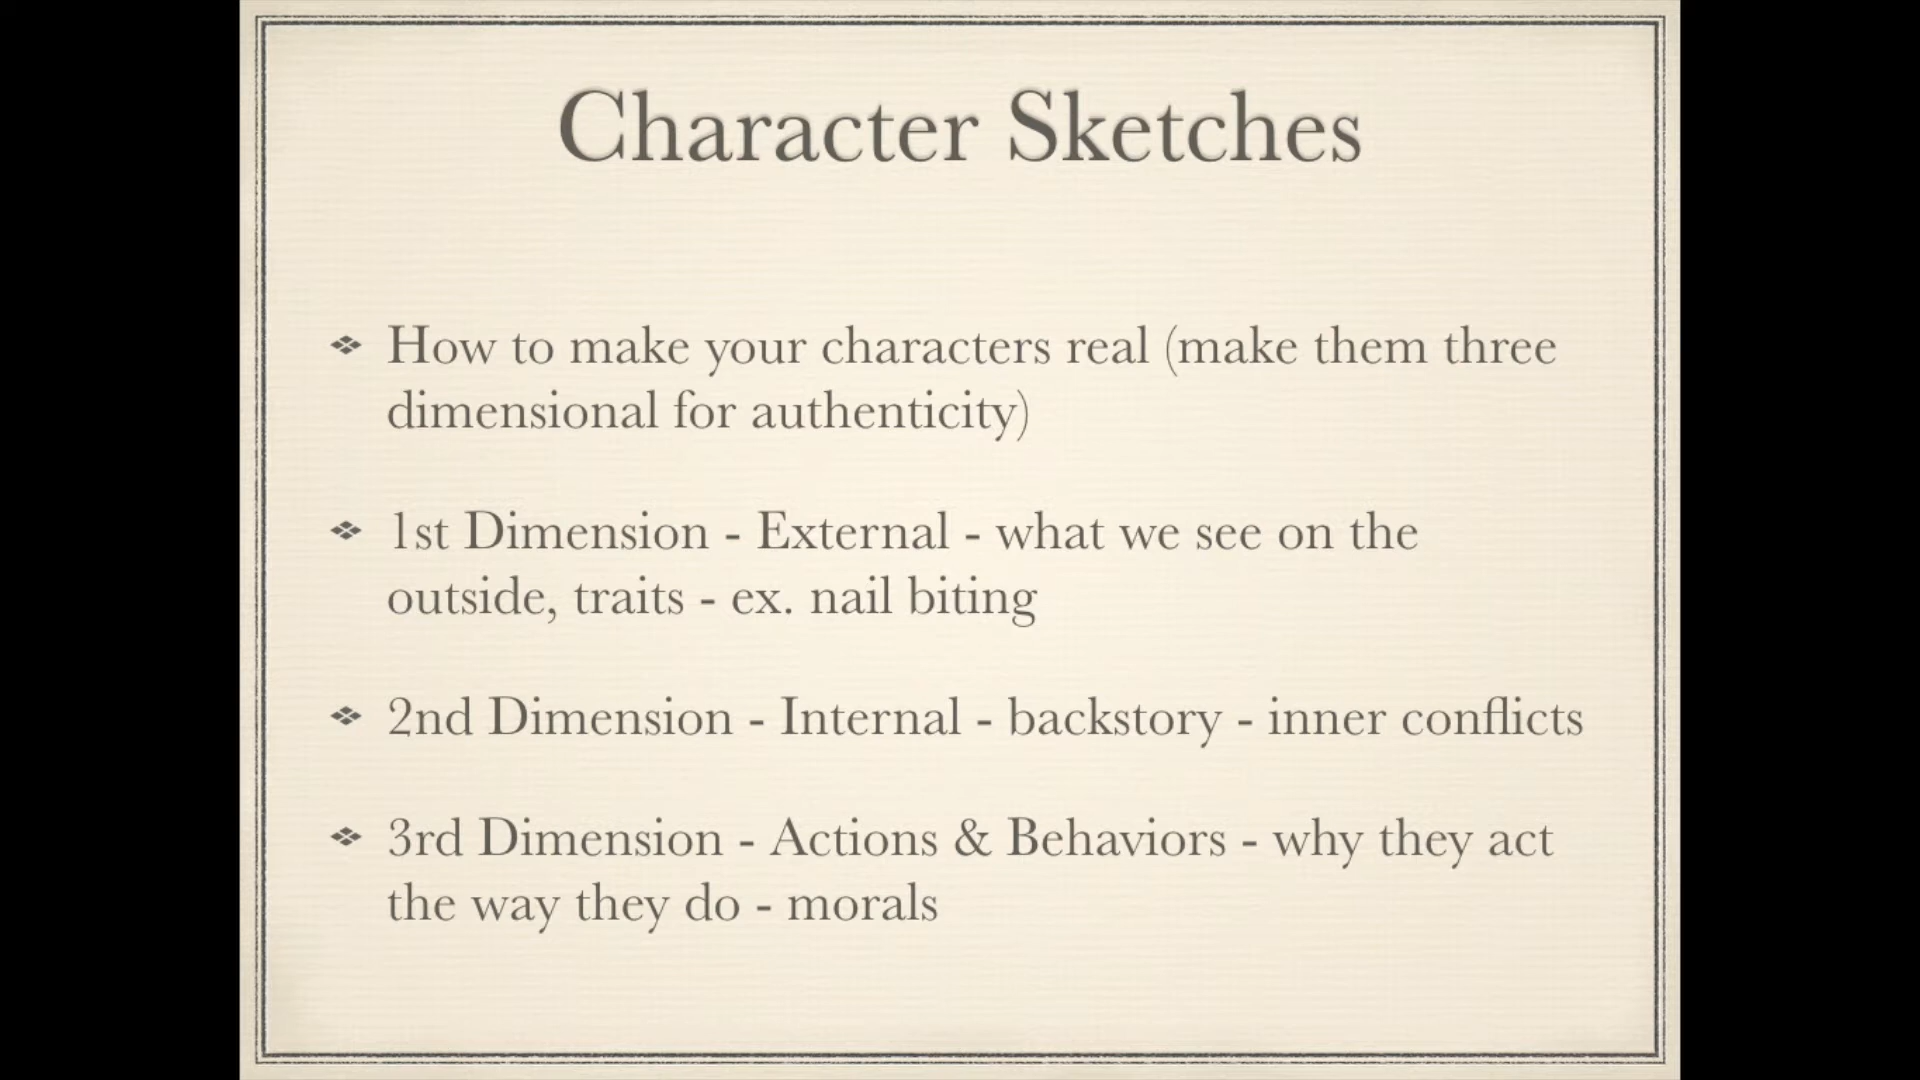 Character Sketches
❖ How to make your characters real (make them three
dimensional for authenticity)
❖ 1st Dimension - External - what we see on the
outside, traits - ex. nail biting
❖ 2nd Dimension - Internal - backstory - inner conflicts
❖ 3rd Dimension - Actions & Behaviors - why they act
the way they do - morals